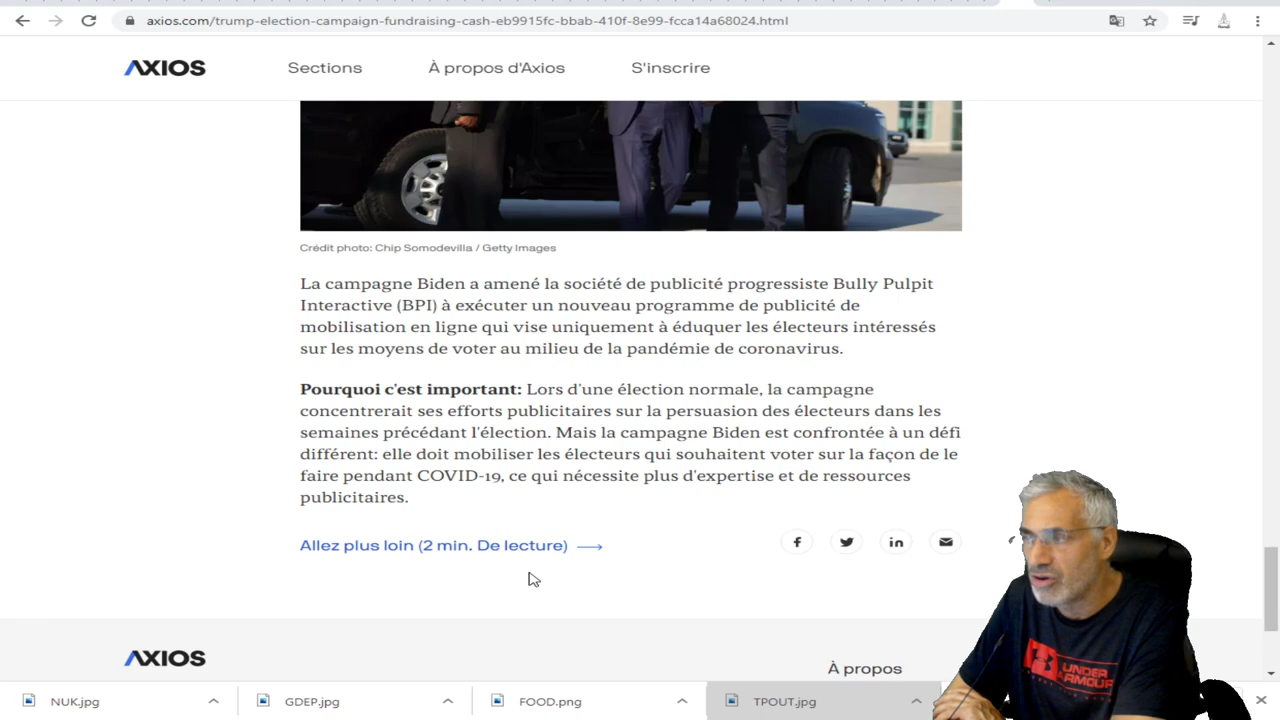 axios.com/trump-election-campaign-fundraising-cash-eb9915fc-bbab-410f-8e99-fcca14a68024.html
AXIOS
Sections
À propos d'Axios
S'inscrire
Crédit photo: Chip Somodevilla / Getty Images
La campagne Biden a amené la société de publicité progressiste Bully Pulpit
Interactive (BPI) à exécuter un nouveau programme de publicité de
mobilisation en ligne qui vise uniquement à éduquer les électeurs intéressés
sur les moyens de voter au milieu de la pandémie de coronavirus.
Pourquoi c'est important: Lors d'une élection normale, la campagne
concentrerait ses efforts publicitaires sur la persuasion des électeurs dans les
semaines précédant l'élection. Mais la campagne Biden est confrontée à un défi
différent: elle doit mobiliser les électeurs qui souhaitent voter sur la façon de le
faire pendant COVID-19, ce qui nécessite plus d'expertise et de ressources
publicitaires.
Allez plus loin (2 min. De lecture)
AXIOS
À propos
UNDER
ARMOUR
NUK.jpg
GDEP.jpg
FOOD.png
TPOUT.jpg